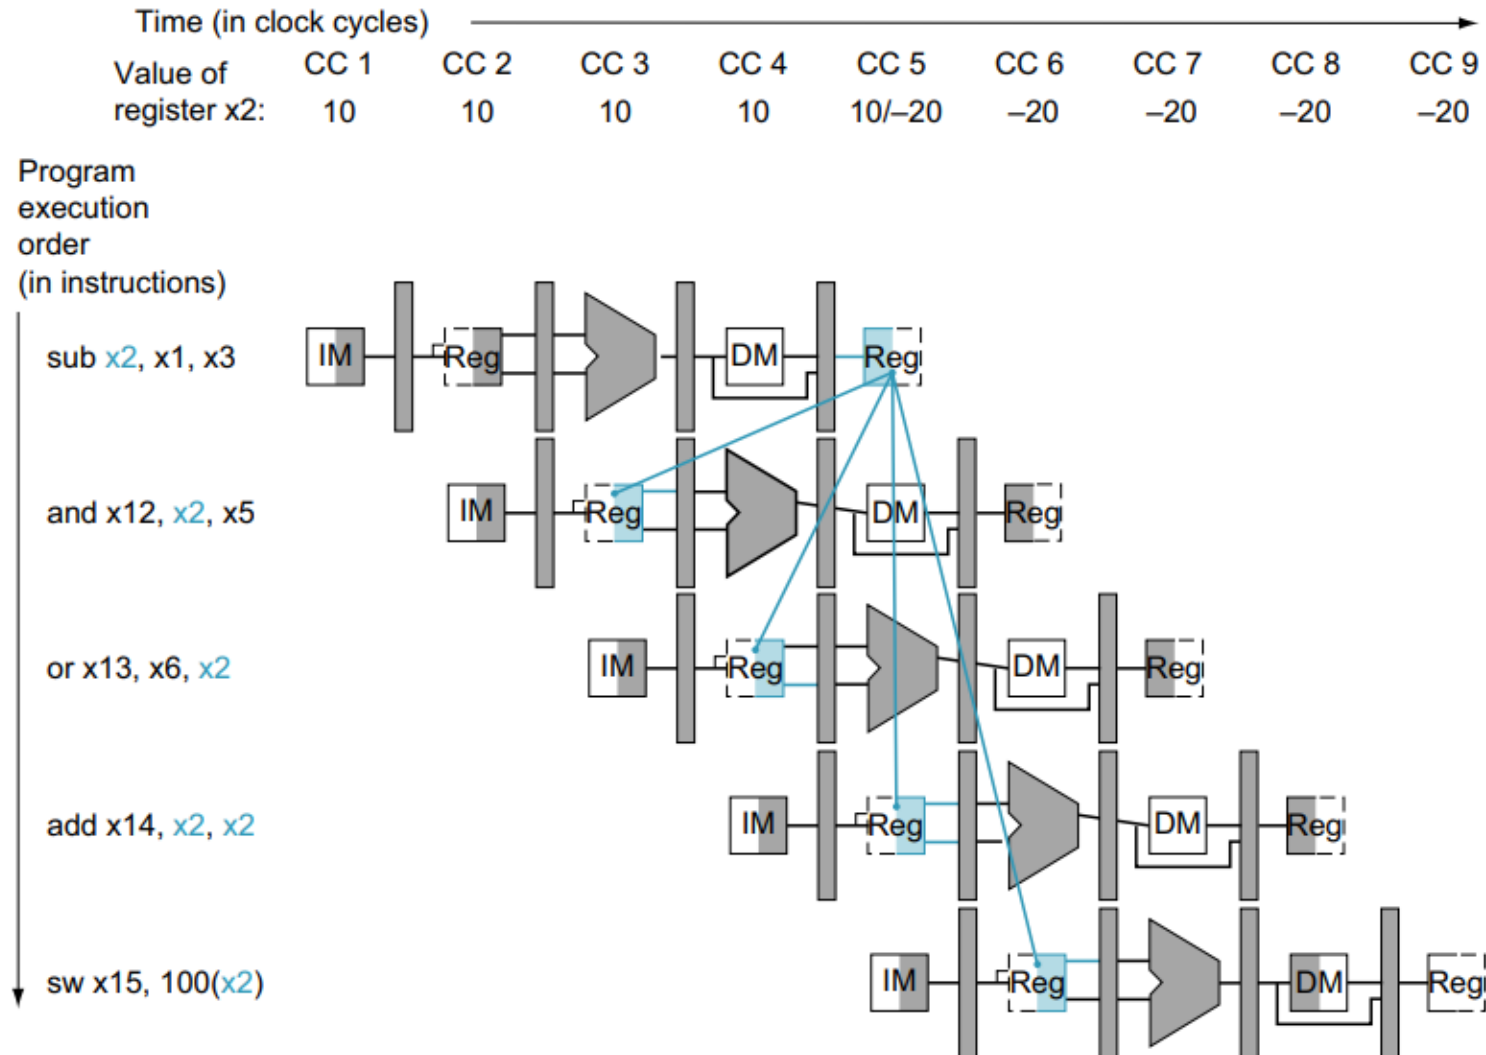 Time (in clock cycles)
CC 1 CC 2 CC 3 CC 4 CC 5 CC 6 CC 7 CC 8 CC 9
Value of
register x2: 10 10 10 10 10/–20 –20 –20 –20 –20
Program
execution
order
(in instructions)
sub x2, x1, x3 IM Reg DM Reg
and x12, x2, x5 IM Reg DM Reg
or x13, x6, x2 IM Reg DM Reg
add x14, x2, x2 IM Reg DM Reg
sw x15, 100(x2) IM Reg DM Reg